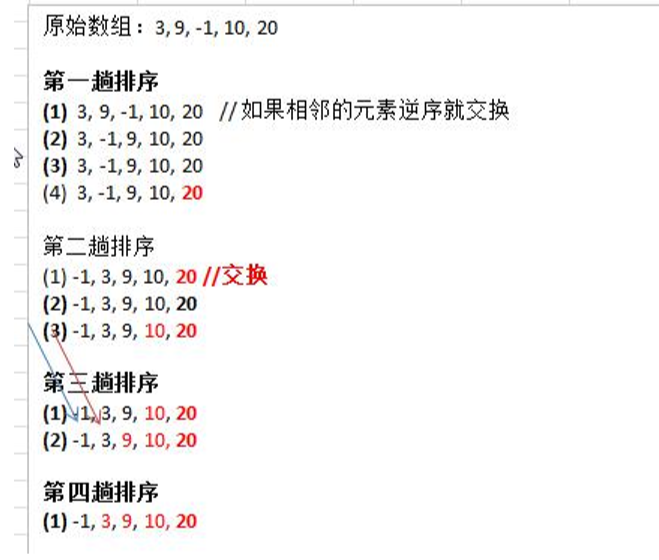 原始数组：3, 9, -1, 10, 20
第一趟排序
(1) 3, 9, -1, 10, 20 //如果相邻的元素逆序就交换
(2) 3, -1, 9, 10, 20
(3) 3, -1, 9, 10, 20
(4) 3, -1, 9, 10, 20
第二趟排序
(1) -1, 3, 9, 10, 20 //交换
(2) -1, 3, 9, 10, 20
(3) -1, 3, 9, 10, 20
第三趟排序
(1) -1, 3, 9, 10, 20
(2) -1, 3, 9, 10, 20
第四趟排序
(1) -1, 3, 9, 10, 20